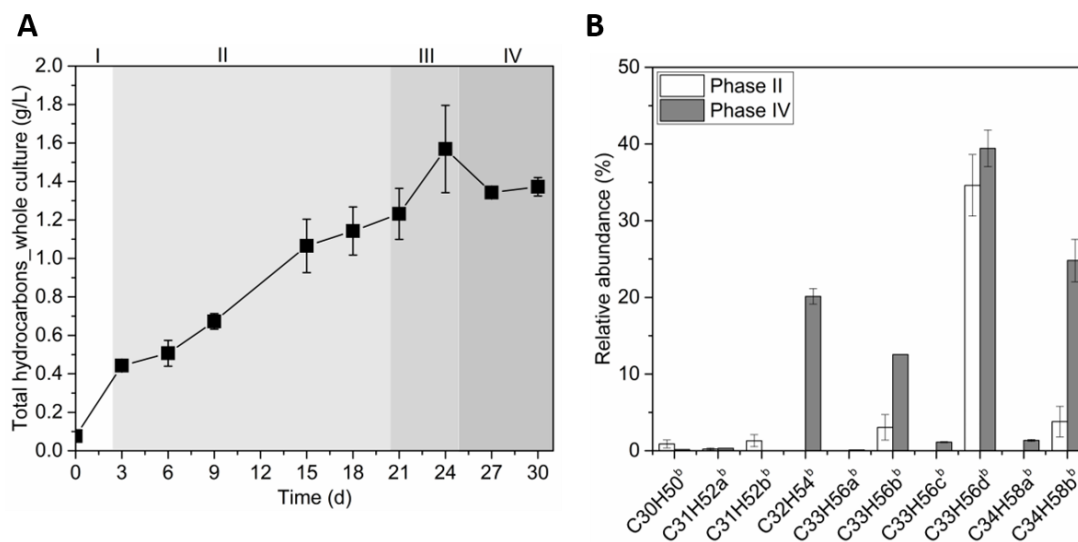 A
I II III IV
Total hydrocarbons_whole culture (g/L)
2.0
1.8
1.6
1.4
1.2
1.0
0.8
0.6
0.4
0.2
0.0
0 3 6 9 12 15 18 21 24 27 30
Time (d)
B
Phase II
Phase IV
Relative abundance (%)
50
40
30
20
10
0
C30H50ᵇ
C31H52aᵇ
C31H52bᵇ
C32H54ᵇ
C33H56aᵇ
C33H56bᵇ
C33H56cᵇ
C33H56dᵇ
C34H58aᵇ
C34H58bᵇ